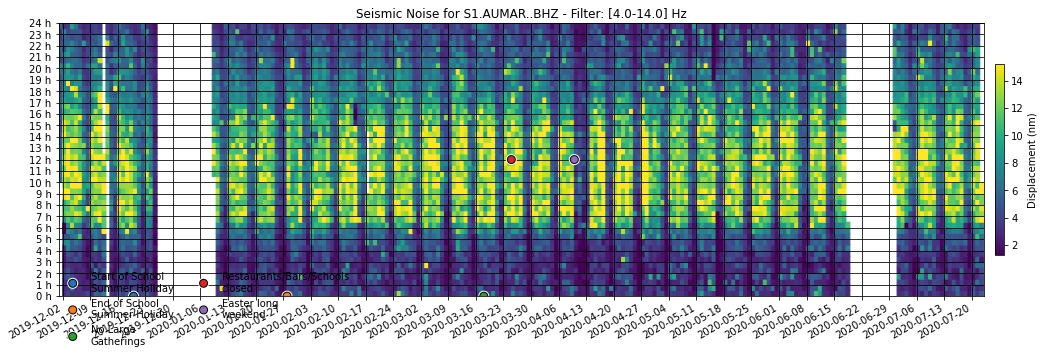 Seismic Noise for S1.AUMAR..BHZ - Filter: [4.0-14.0] Hz
24 h
23 h
22 h
21 h
20 h
19 h
18 h
17 h
16 h
15 h
14 h
13 h
12 h
11 h
10 h
9 h
8 h
7 h
6 h
5 h
4 h
3 h
2 h
1 h
0 h
14
12
10
8
6
4
2
Displacement (nm)
Start of School
Summer Holiday
End of School
Summer Holiday
No Large
Gatherings
Restaurants/Bars/Schools
closed
Easter long
weekend
2019-12-02
2020-02-03
2020-02-10
2020-02-17
2020-02-24
2020-03-02
2020-03-09
2020-03-16
2020-03-23
2020-03-30
2020-04-06
2020-04-13
2020-04-20
2020-04-27
2020-05-04
2020-05-11
2020-05-18
2020-05-25
2020-06-01
2020-06-08
2020-06-15
2020-06-22
2020-06-29
2020-07-06
2020-07-13
2020-07-20